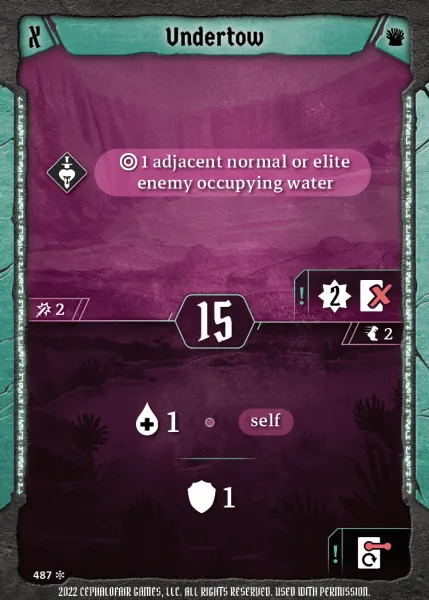 Undertow
1 adjacent normal or elite
enemy occupying water
! 2
2
15
2
1 self
1
!
487
2022 CEPHALOFAIR GAMES, LLC. ALL RIGHTS RESERVED. USED WITH PERMISSION.